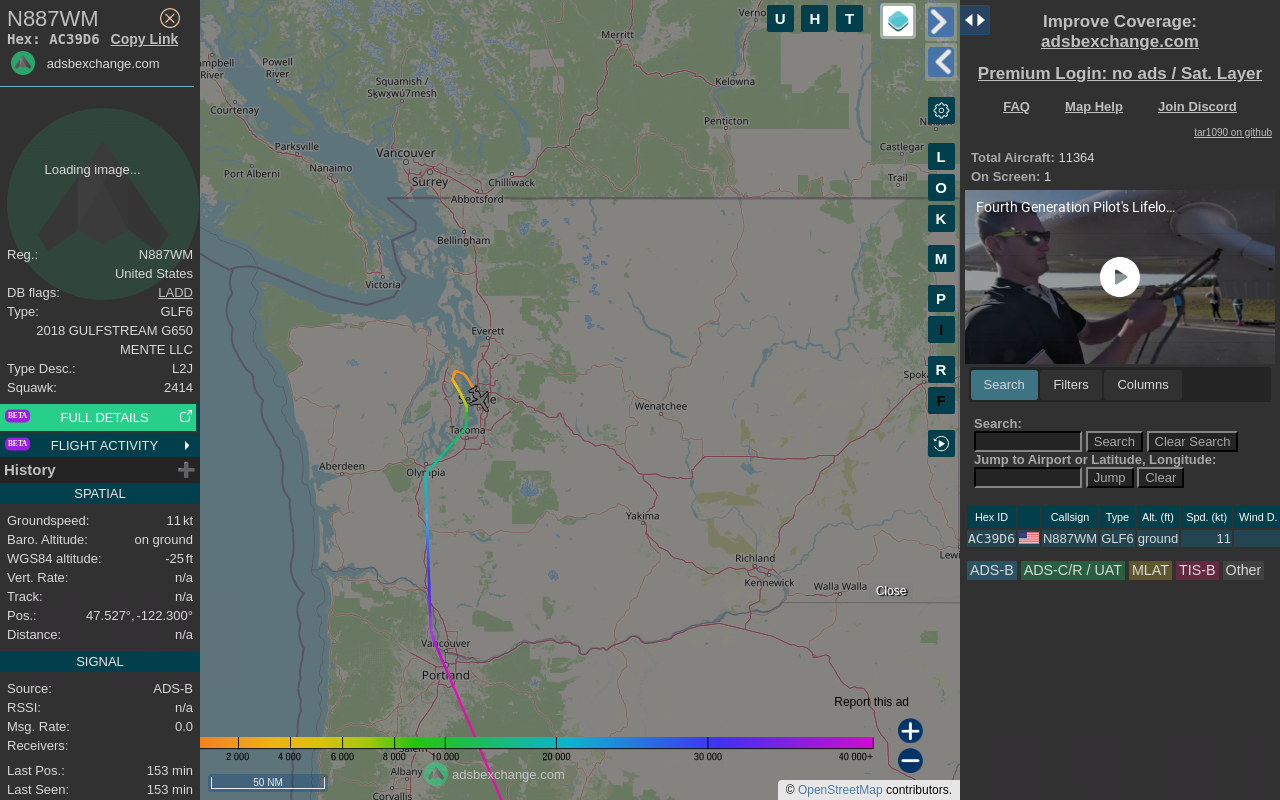 N887WM
Hex: AC39D6 Copy Link
adsbexchange.com
Loading image...
Reg.: N887WM
United States
DB flags: LADD
Type: GLF6
2018 GULFSTREAM G650
MENTE LLC
Type Desc.: L2J
Squawk: 2414
BETA FULL DETAILS
BETA FLIGHT ACTIVITY
History
SPATIAL
Groundspeed: 11 kt
Baro. Altitude: on ground
WGS84 altitude: -25 ft
Vert. Rate: n/a
Track: n/a
Pos.: 47.527°, -122.300°
Distance: n/a
SIGNAL
Source: ADS-B
RSSI: n/a
Msg. Rate: 0.0
Receivers:
Last Pos.: 153 min
Last Seen: 153 min
Merritt
Powell
River
River
Squamish /
Sḵwx̱wú7mesh
Kelowna
Courtenay
Penticton
Parksville
Nanaimo
Vancouver
Castlegar
Port Alberni
Surrey
Chilliwack
Trail
Abbotsford
Bellingham
Victoria
Everett
Wenatchee
Tacoma
Aberdeen
Olympia
Yakima
Richland
Kennewick
Walla Walla
Vancouver
Portland
Albany
Corvallis
U H T
L
O
K
M
P
I
R
F
Close
Report this ad
2 000 4 000 6 000 8 000 10 000 20 000 30 000 40 000+
adsbexchange.com
50 NM
© OpenStreetMap contributors.
Improve Coverage:
adsbexchange.com
Premium Login: no ads / Sat. Layer
FAQ Map Help Join Discord
tar1090 on github
Total Aircraft: 11364
On Screen: 1
Fourth Generation Pilot's Lifelo...
Search Filters Columns
Search:
Search Clear Search
Jump to Airport or Latitude, Longitude:
Jump Clear
Hex ID Callsign Type Alt. (ft) Spd. (kt) Wind D.
AC39D6 N887WM GLF6 ground 11
ADS-B ADS-C/R / UAT MLAT TIS-B Other